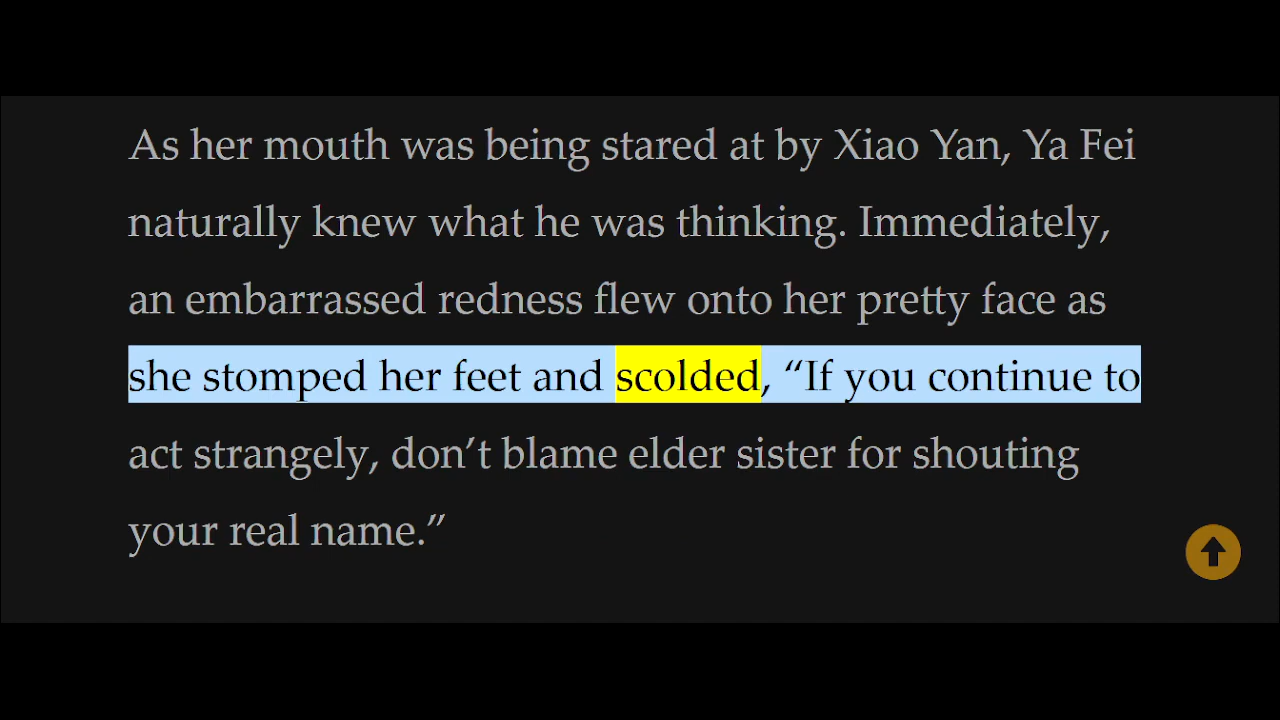 As her mouth was being stared at by Xiao Yan, Ya Fei
naturally knew what he was thinking. Immediately,
an embarrassed redness flew onto her pretty face as
she stomped her feet and scolded, “If you continue to
act strangely, don’t blame elder sister for shouting
your real name.”